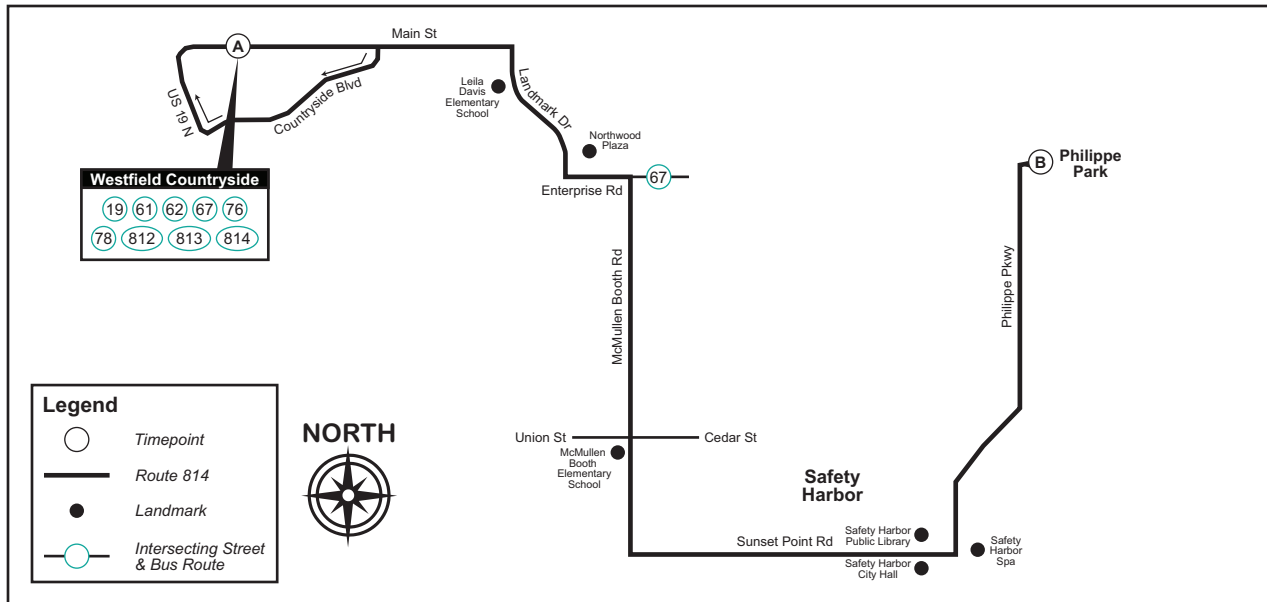 A
Main St
US 19 N
Countryside Blvd
Leila
Davis
Elementary
School
Landmark Dr
Northwood
Plaza
Westfield Countryside
19 61 62 67 76
78 812 813 814
Enterprise Rd
67
B
Philippe
Park
McMullen Booth Rd
Philippe Pkwy
Legend
Timepoint
Route 814
Landmark
Intersecting Street
& Bus Route
NORTH
Union St
Cedar St
McMullen
Booth
Elementary
School
Safety
Harbor
Sunset Point Rd
Safety Harbor
Public Library
Safety Harbor
City Hall
Safety
Harbor
Spa